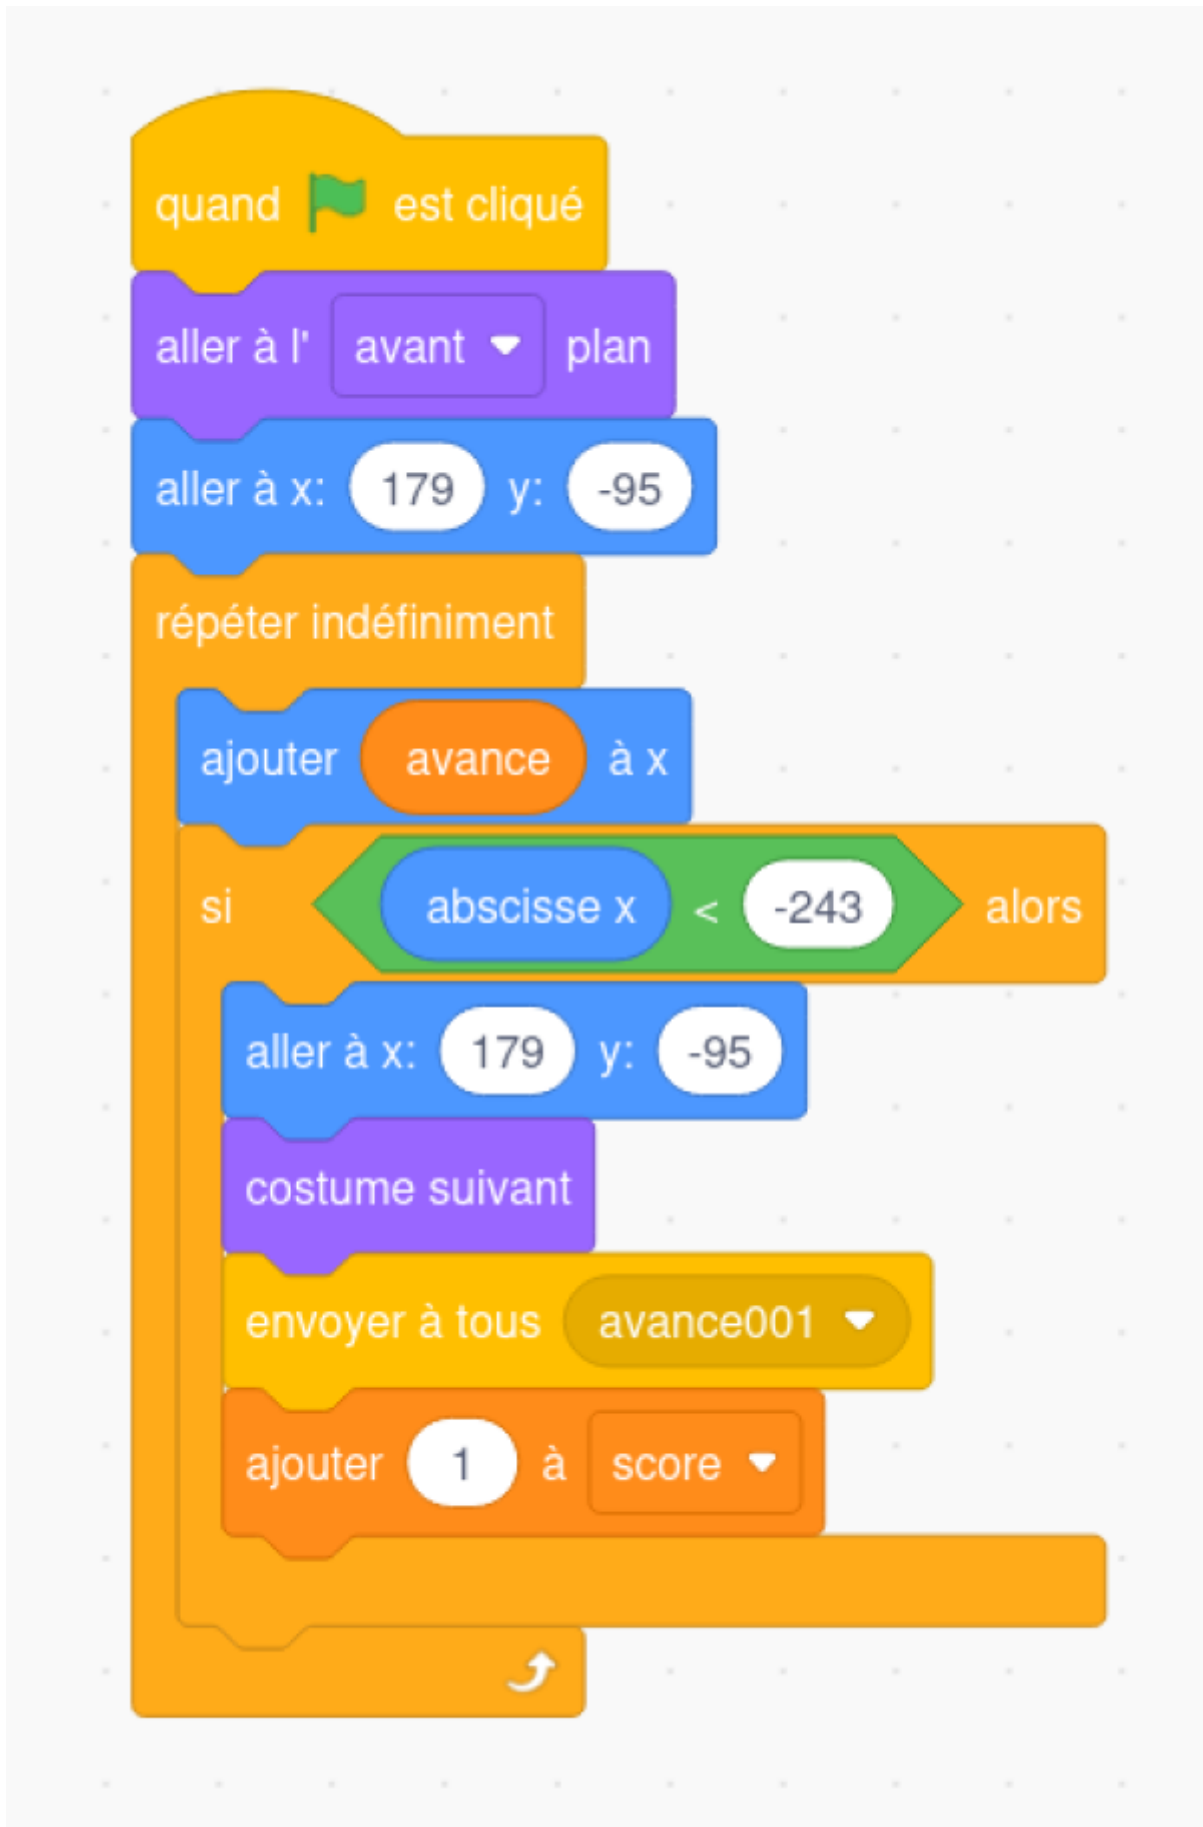 quand est cliqué
aller à l' avant plan
aller à x: 179 y: -95
répéter indéfiniment
ajouter avance à x
si abscisse x < -243 alors
aller à x: 179 y: -95
costume suivant
envoyer à tous avance001
ajouter 1 à score